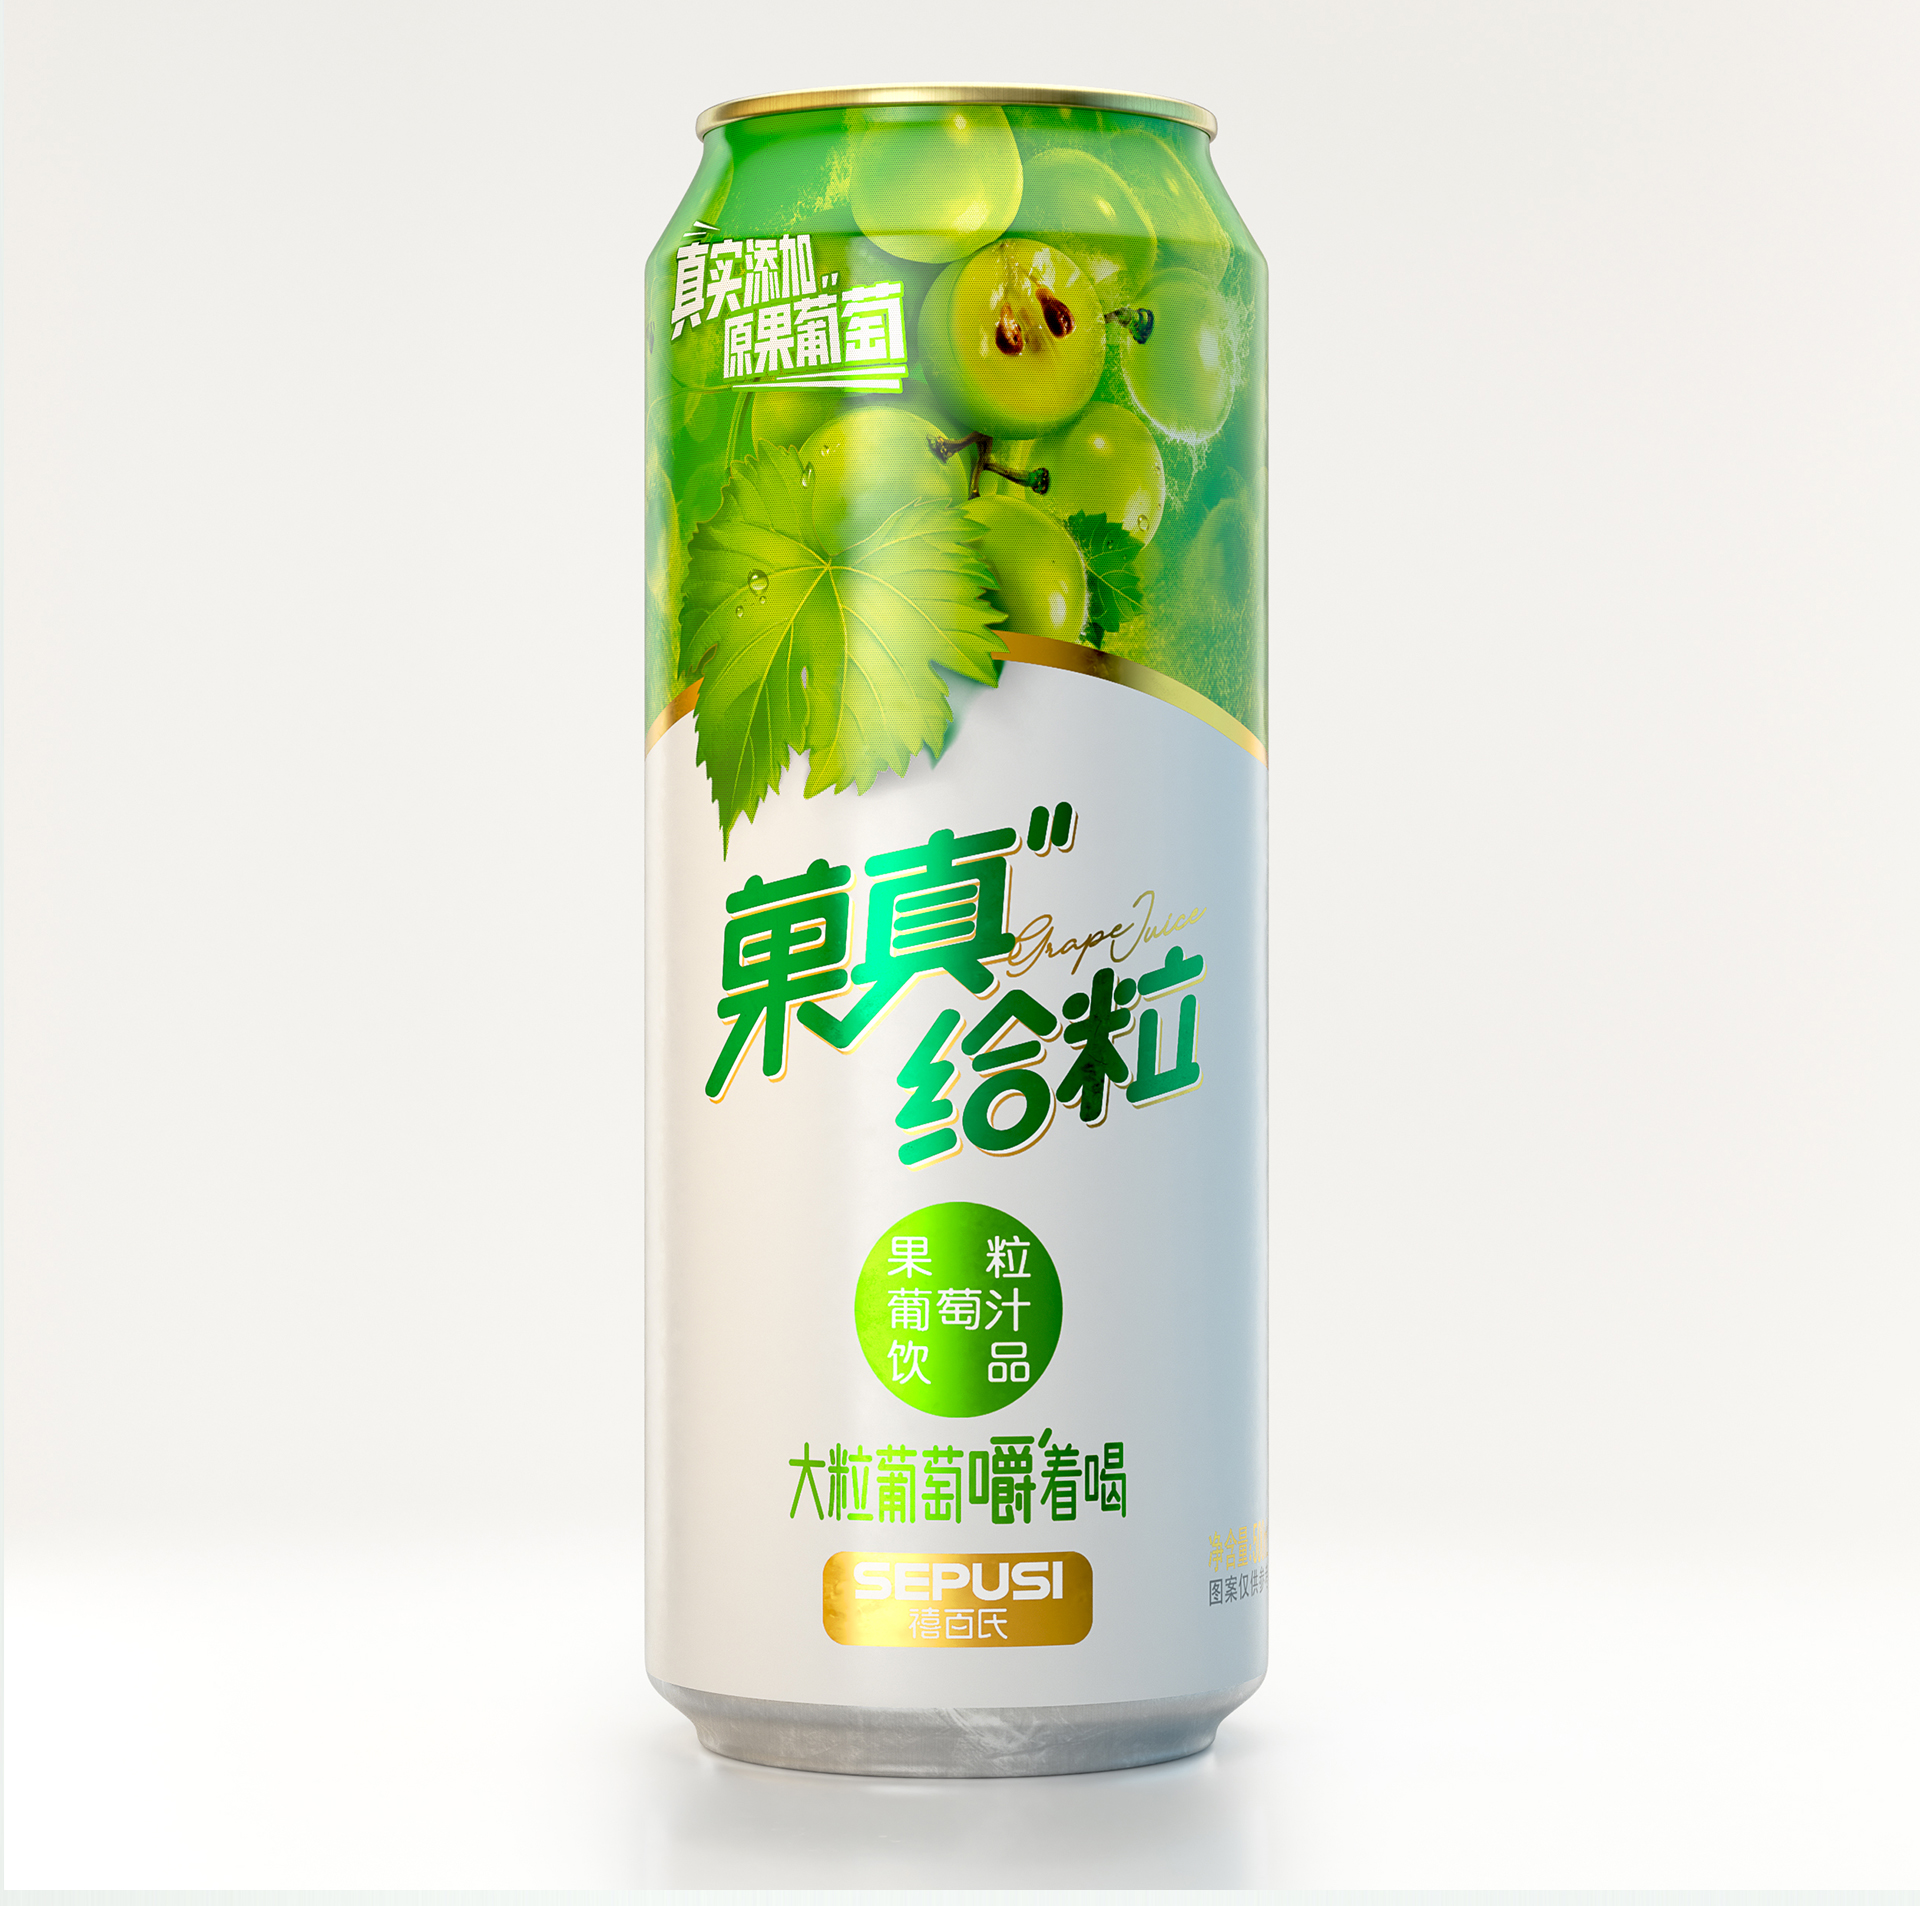 真实添加
原果葡萄
菓真
Grape Juice
给粒
果粒
葡萄汁
饮品
大粒葡萄嚼着喝
SEPUSI
禧百氏
净含量:
图案仅供参